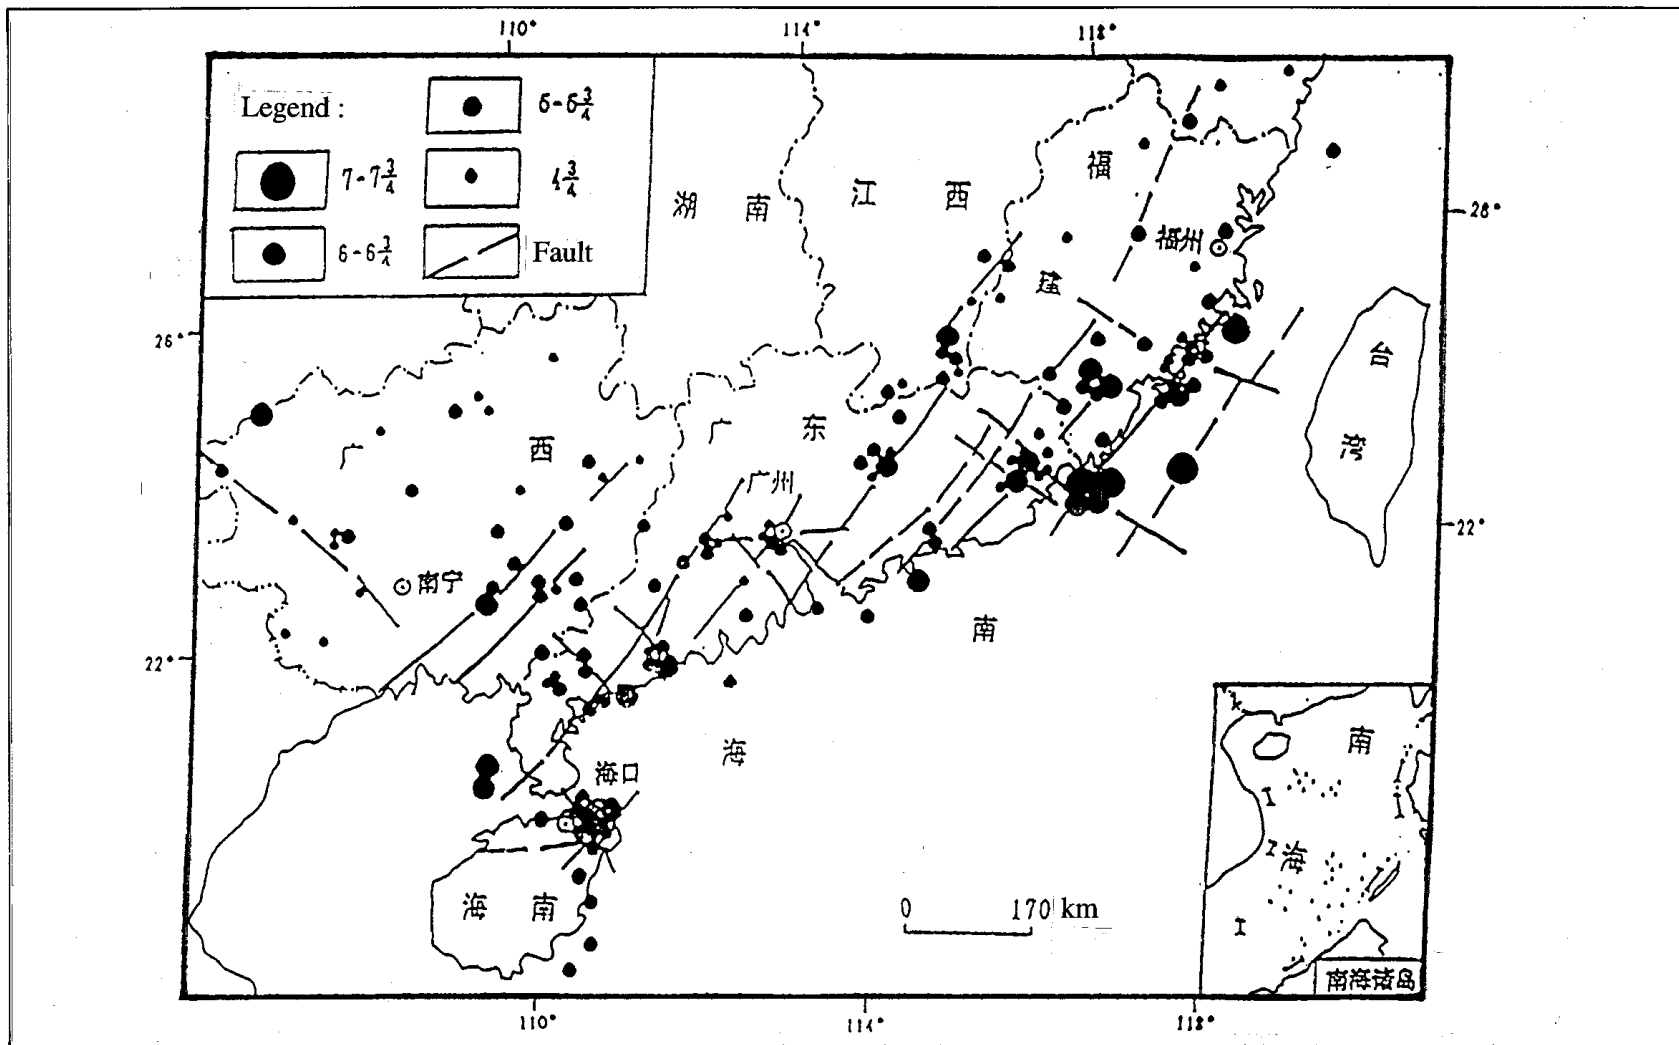 110° 114° 118°
Legend :
6-6¾
7-7¾
4¾
6-6¾
Fault
湖南
江西
福建
福州
28°
26°
台湾
广西
广东
广州
22°
南宁
22°
南海
海口
海南
0 170 km
南海
南海诸岛
110° 114° 118°